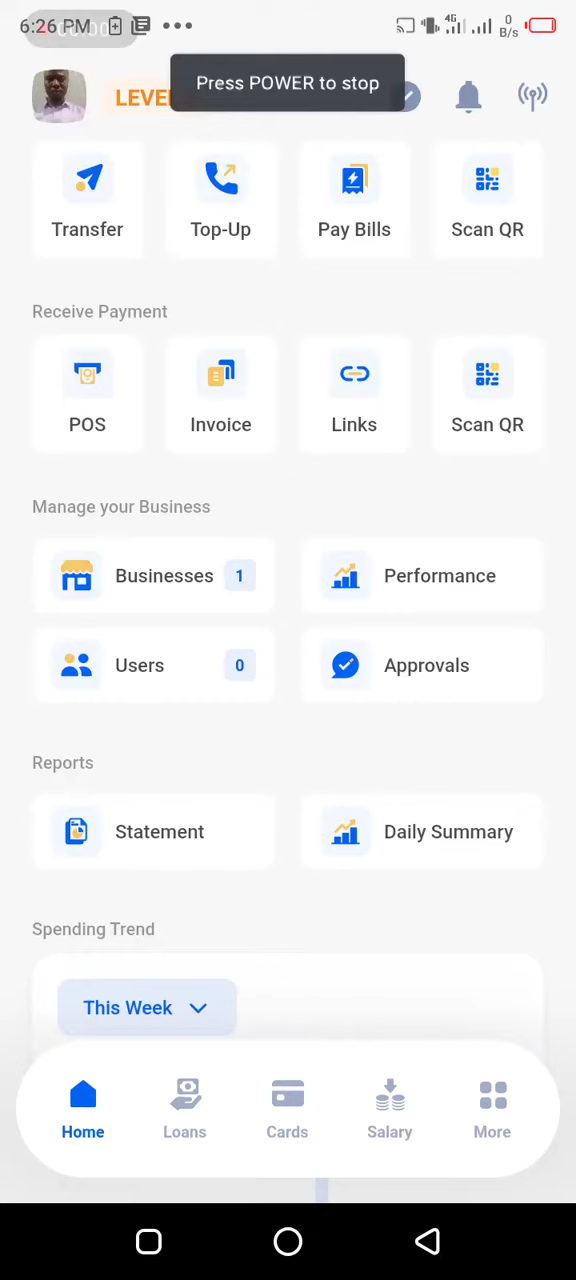 6:26 PM
4G
0
B/s
Press POWER to stop
LEVE
Transfer
Top-Up
Pay Bills
Scan QR
Receive Payment
POS
Invoice
Links
Scan QR
Manage your Business
Businesses 1
Performance
Users 0
Approvals
Reports
Statement
Daily Summary
Spending Trend
This Week
Home
Loans
Cards
Salary
More